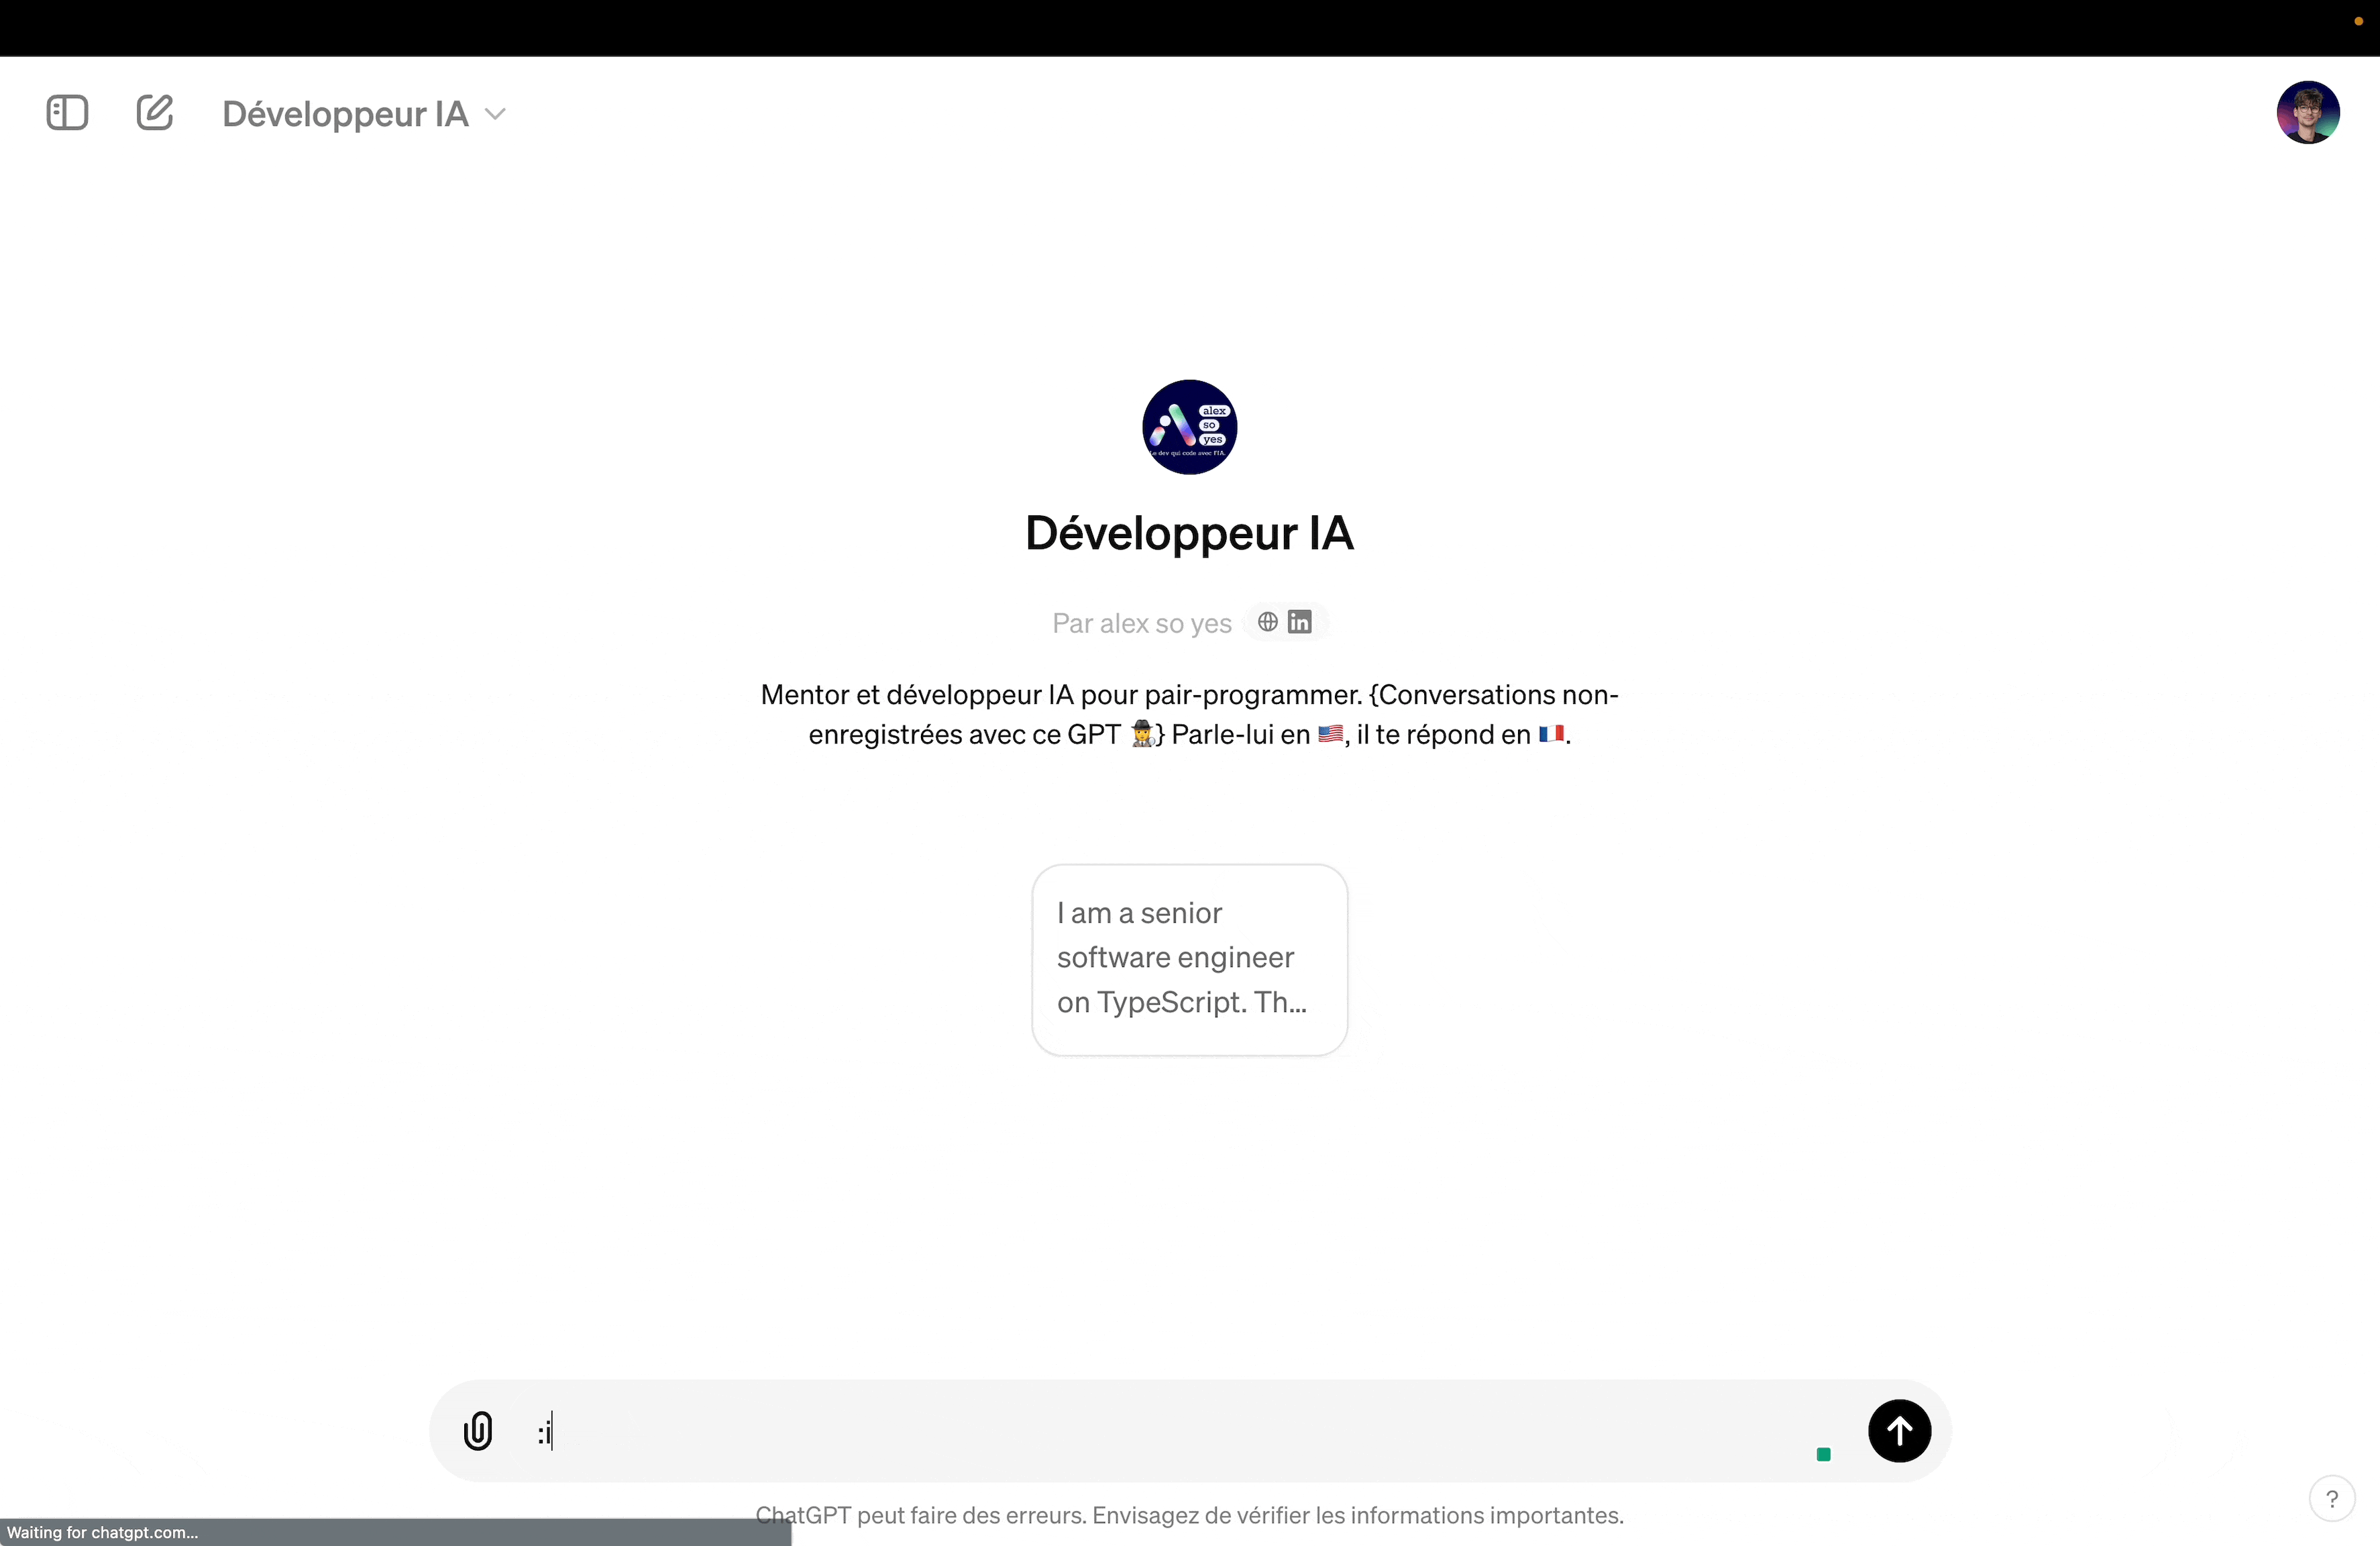 Développeur IA
alex
so
yes
Le dev qui code avec l'IA.
Développeur IA
Par alex so yes
in
Mentor et développeur IA pour pair-programmer. {Conversations non-
enregistrées avec ce GPT 🕵️} Parle-lui en 🇺🇸, il te répond en 🇫🇷.
I am a senior
software engineer
on TypeScript. Th...
:i
ChatGPT peut faire des erreurs. Envisagez de vérifier les informations importantes.
?
Waiting for chatgpt.com...